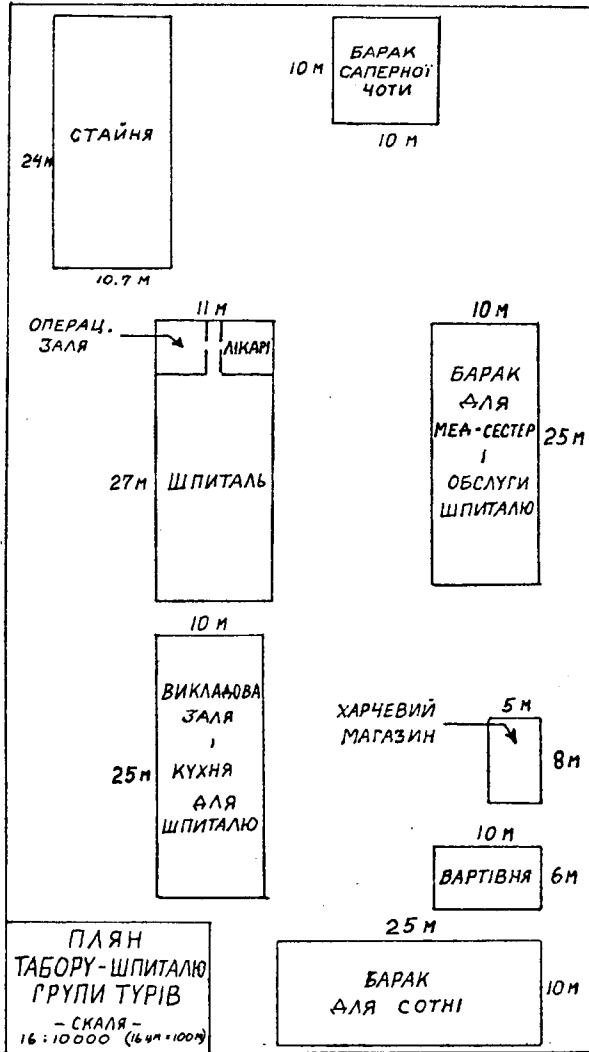 БАРАК
САПЕРНОЇ
ЧОТИ
10 М
10 М
СТАЙНЯ
24М
10.7 М
11 М
ОПЕРАЦ.
ЗАЛЯ
ЛІКАРІ
27М
ШПИТАЛЬ
10 М
БАРАК
ДЛЯ
МЕД-СЕСТЕР
І
ОБСЛУГИ
ШПИТАЛЮ
25М
10 М
ВИКЛАДОВА
ЗАЛЯ
І
КУХНЯ
ДЛЯ
ШПИТАЛЮ
25М
ХАРЧЕВИЙ
МАГАЗИН
5 М
8М
10 М
ВАРТІВНЯ
6М
25 М
БАРАК
ДЛЯ СОТНІ
10М
ПЛЯН
ТАБОРУ-ШПИТАЛЮ
ГРУПИ ТУРІВ
- СКАЛЯ -
16:10000 (164М=100М)